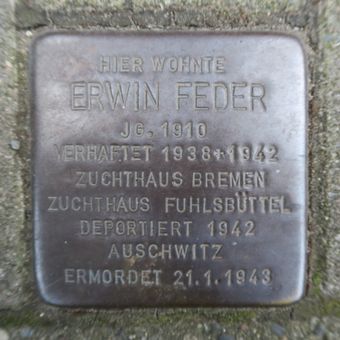 HIER WOHNTE
ERWIN FEDER
JG. 1910
VERHAFTET 1938+1942
ZUCHTHAUS BREMEN
ZUCHTHAUS FUHLSBÜTTEL
DEPORTIERT 1942
AUSCHWITZ
ERMORDET 21.1.1943